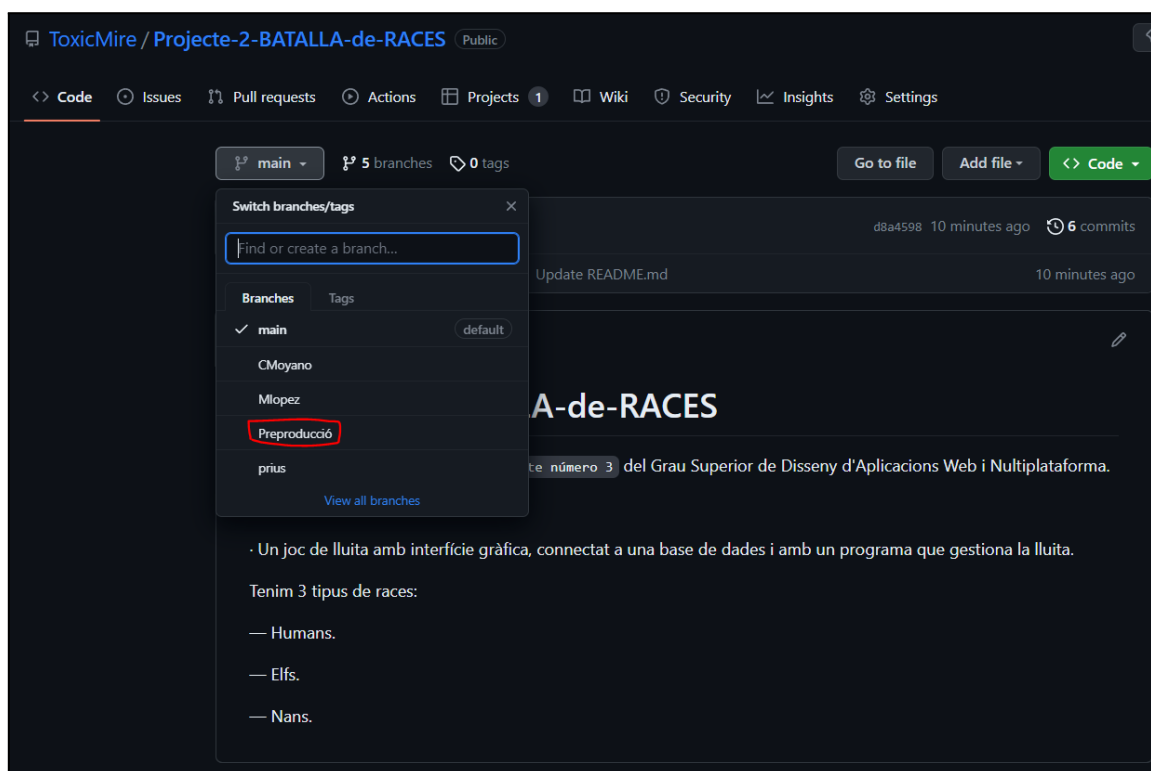 ToxicMire / Projecte-2-BATALLA-de-RACES Public
Code Issues Pull requests Actions Projects 1 Wiki Security Insights Settings
main 5 branches 0 tags Go to file Add file <> Code
Switch branches/tags
d8a4598 10 minutes ago 6 commits
Find or create a branch...
Update README.md 10 minutes ago
Branches Tags
main default
CMoyano
Mlopez
A-de-RACES
Preproducció
prius
número 3 del Grau Superior de Disseny d'Aplicacions Web i Nultiplataforma.
View all branches
· Un joc de lluita amb interfície gràfica, connectat a una base de dades i amb un programa que gestiona la lluita.
Tenim 3 tipus de races:
— Humans.
— Elfs.
— Nans.